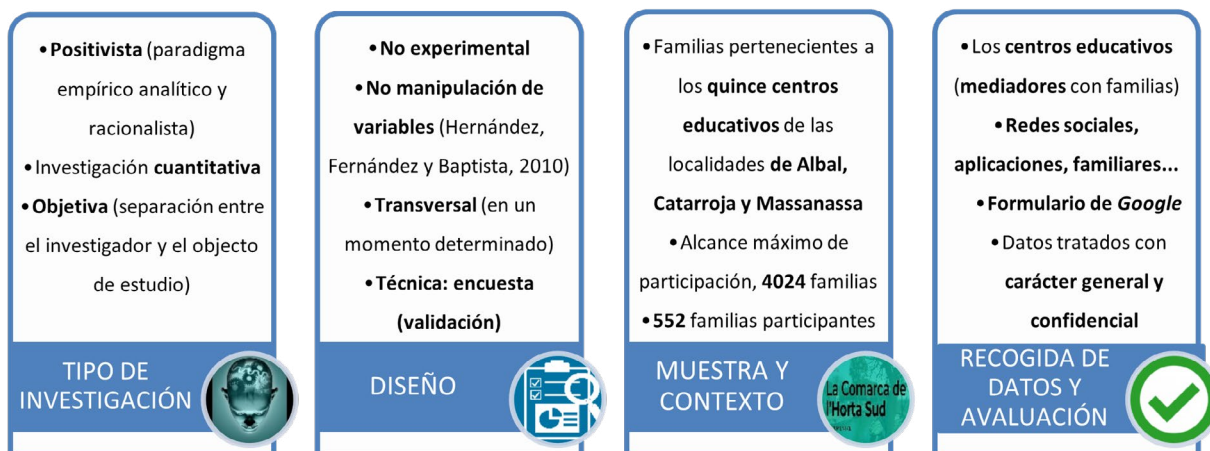 •Positivista (paradigma
empírico analítico y
racionalista)
•Investigación cuantitativa
•Objetiva (separación entre
el investigador y el objecto
de estudio)
TIPO DE
INVESTIGACIÓN
•No experimental
•No manipulación de
variables (Hernández,
Fernández y Baptista, 2010)
•Transversal (en un
momento determinado)
•Técnica: encuesta
(validación)
DISEÑO
•Familias pertenecientes a
los quince centros
educativos de las
localidades de Albal,
Catarroja y Massanassa
•Alcance máximo de
participación, 4024 familias
•552 familias participantes
MUESTRA Y
CONTEXTO
La Comarca de
l'Horta Sud
•Los centros educativos
(mediadores con familias)
•Redes sociales,
aplicaciones, familiares...
•Formulario de Google
•Datos tratados con
carácter general y
confidencial
RECOGIDA DE
DATOS Y
AVALUACIÓN